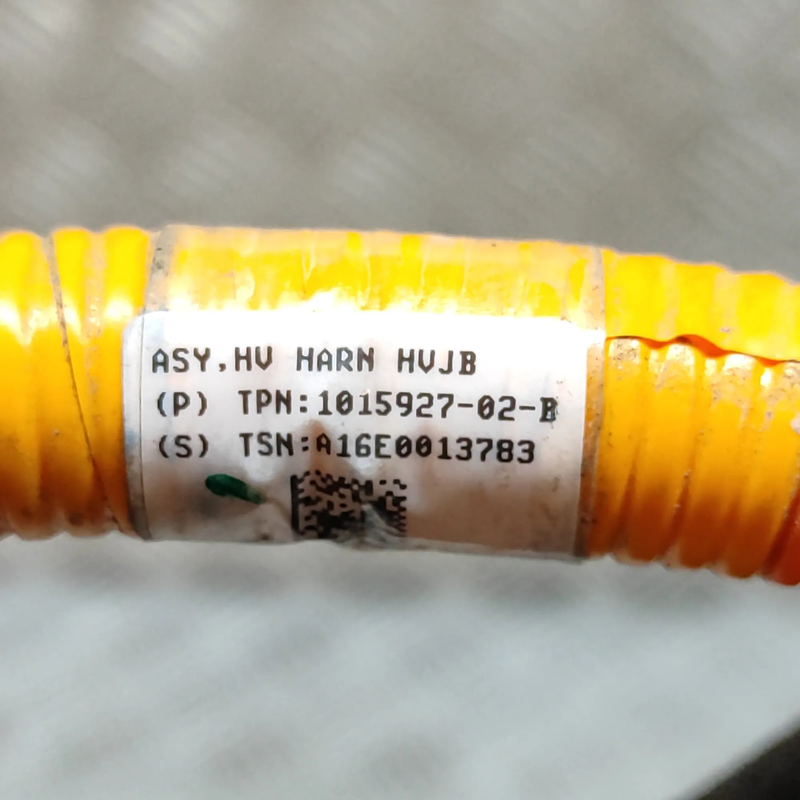 ASY,HV HARN HVJB
(P) TPN:1015927-02-B
(S) TSN:A16E0013783